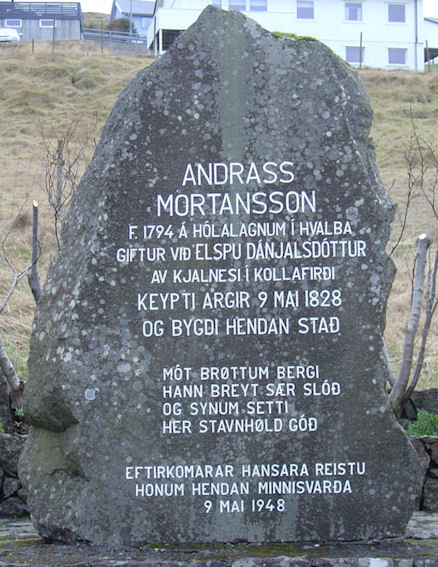 ANDRASS
MORTANSSON
F. 1794 Á HÓLALAGNUM Í HVALBA
GIFTUR VIÐ ELSPU DÁNJALSDÓTTUR
AV KJALNESI Í KOLLAFIRÐI
KEYPTI ARGIR 9 MAI 1828
OG BYGDI HENDAN STAÐ
MÓT BRØTTUM BERGI
HANN BREYT SÆR SLÓÐ
OG SYNUM SETTI
HER STAVNHØLD GÓÐ
EFTIRKOMARAR HANSARA REISTU
HONUM HENDAN MINNISVARÐA
9 MAI 1948